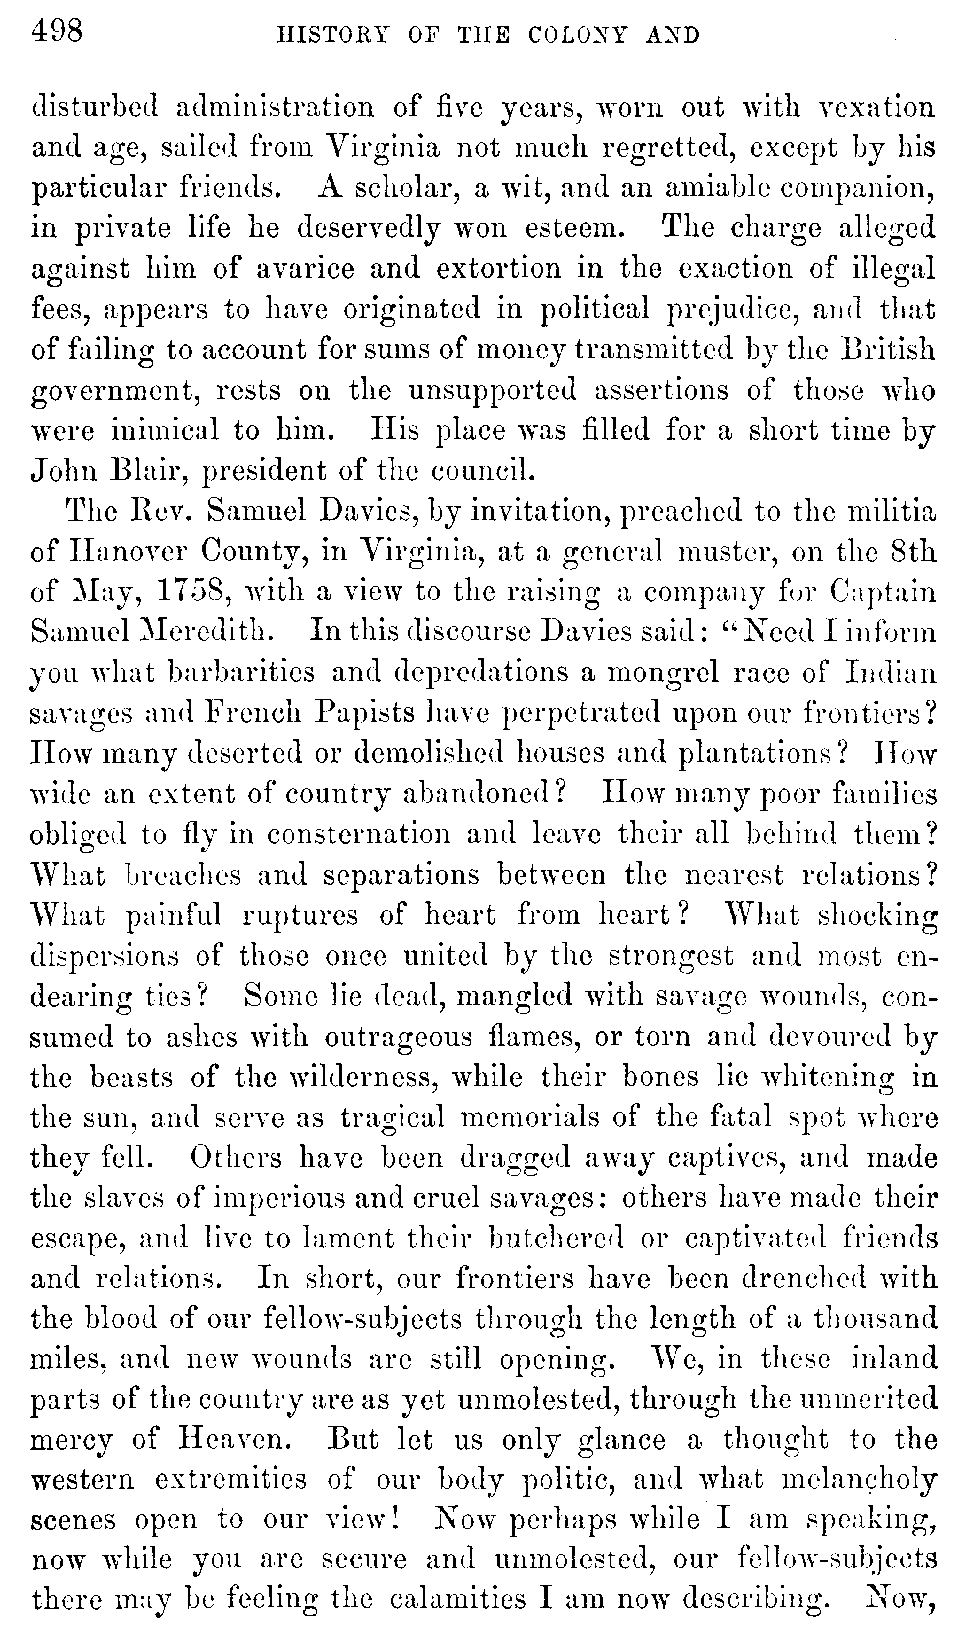 498 HISTORY OF THE COLONY AND
disturbed administration of five years, worn out with vexation
and age, sailed from Virginia not much regretted, except by his
particular friends. A scholar, a wit, and an amiable companion,
in private life he deservedly won esteem. The charge alleged
against him of avarice and extortion in the exaction of illegal
fees, appears to have originated in political prejudice, and that
of failing to account for sums of money transmitted by the British
government, rests on the unsupported assertions of those who
were inimical to him. His place was filled for a short time by
John Blair, president of the council.
The Rev. Samuel Davies, by invitation, preached to the militia
of Hanover County, in Virginia, at a general muster, on the 8th
of May, 1758, with a view to the raising a company for Captain
Samuel Meredith. In this discourse Davies said: "Need I inform
you what barbarities and depredations a mongrel race of Indian
savages and French Papists have perpetrated upon our frontiers?
How many deserted or demolished houses and plantations? How
wide an extent of country abandoned? How many poor families
obliged to fly in consternation and leave their all behind them?
What breaches and separations between the nearest relations?
What painful ruptures of heart from heart? What shocking
dispersions of those once united by the strongest and most en-
dearing ties? Some lie dead, mangled with savage wounds, con-
sumed to ashes with outrageous flames, or torn and devoured by
the beasts of the wilderness, while their bones lie whitening in
the sun, and serve as tragical memorials of the fatal spot where
they fell. Others have been dragged away captives, and made
the slaves of imperious and cruel savages: others have made their
escape, and live to lament their butchered or captivated friends
and relations. In short, our frontiers have been drenched with
the blood of our fellow-subjects through the length of a thousand
miles, and new wounds are still opening. We, in these inland
parts of the country are as yet unmolested, through the unmerited
mercy of Heaven. But let us only glance a thought to the
western extremities of our body politic, and what melancholy
scenes open to our view! Now perhaps while I am speaking,
now while you are secure and unmolested, our fellow-subjects
there may be feeling the calamities I am now describing. Now,